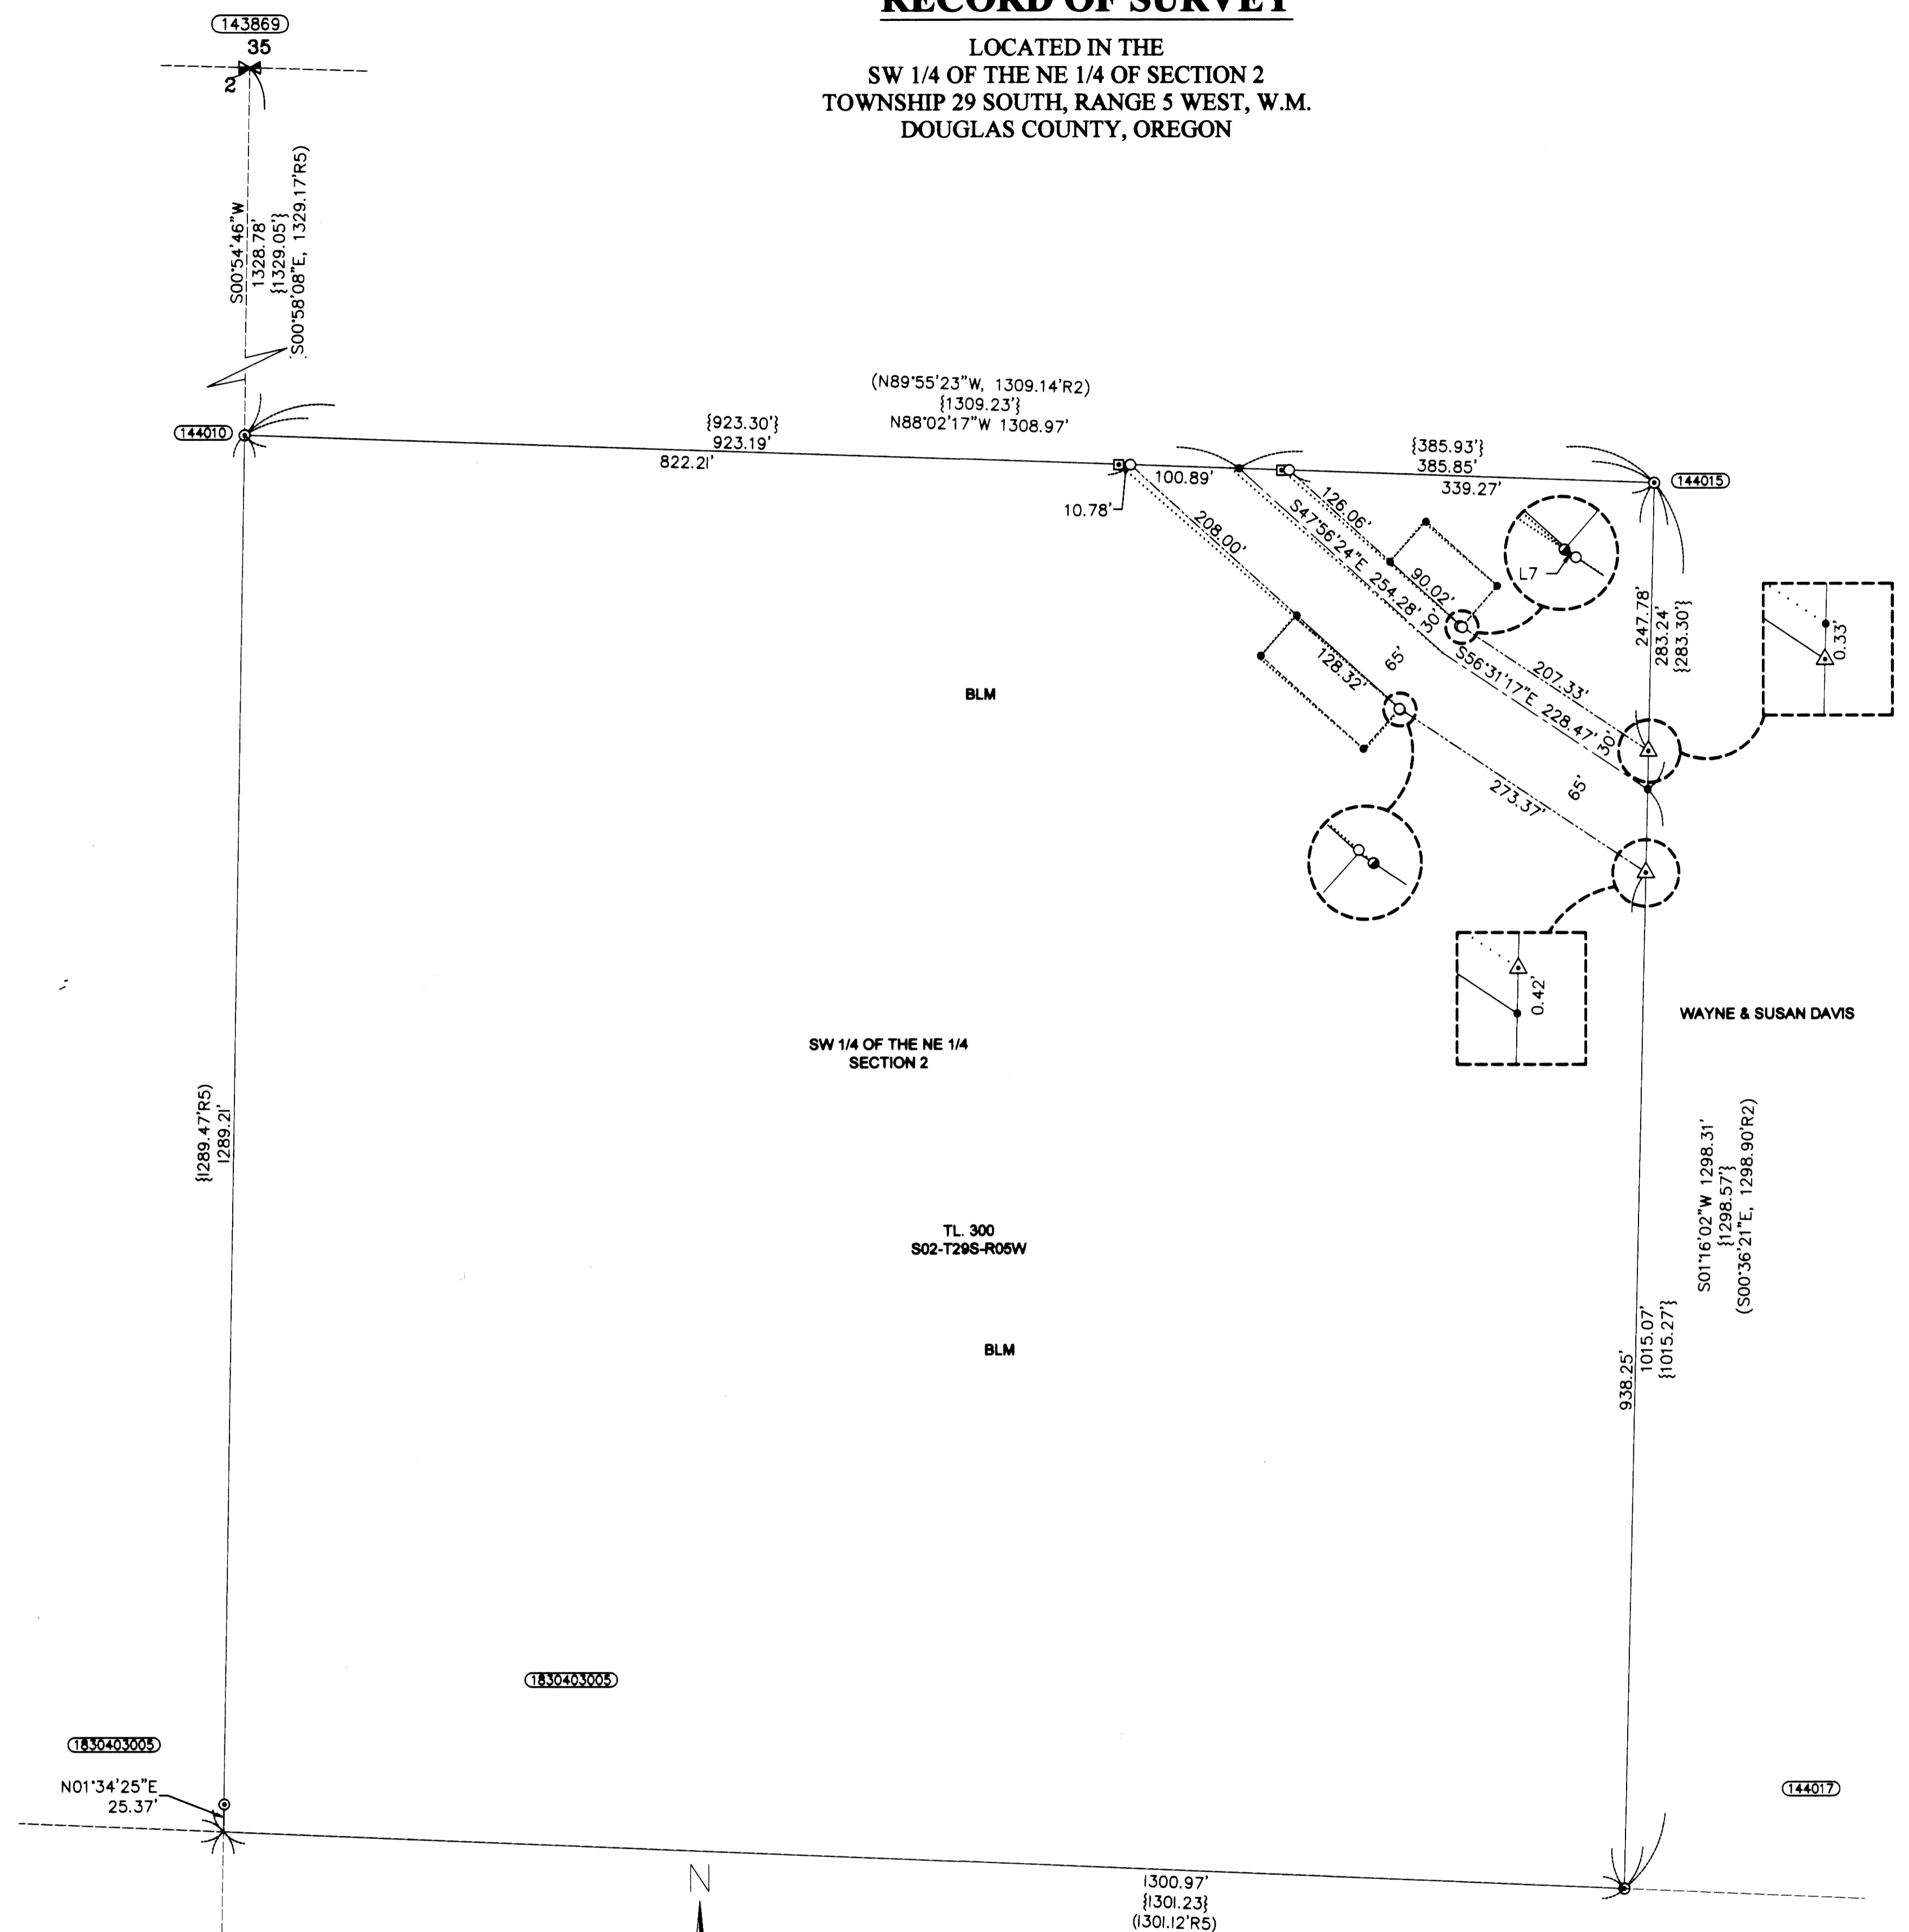 RECORD OF SURVEY
LOCATED IN THE
SW 1/4 OF THE NE 1/4 OF SECTION 2
TOWNSHIP 29 SOUTH, RANGE 5 WEST, W.M.
DOUGLAS COUNTY, OREGON
143869
35
2
S00°54'46"W
1328.78'
{1329.05'}
(S00°58'08"E, 1329.17'R5)
144010
(N89°55'23"W, 1309.14'R2)
{1309.23'}
N88°02'17"W 1308.97'
{923.30'}
923.19'
822.21'
10.78'
100.89'
{385.93'}
385.85'
339.27'
144015
208.00'
126.06'
S47°56'24"E 254.28'
90.02'
30'
L7
128.32'
65'
S56°31'17"E 228.47'
207.33'
30'
65'
273.37'
247.78'
283.24'
{283.30'}
0.33'
0.42'
BLM
WAYNE & SUSAN DAVIS
SW 1/4 OF THE NE 1/4
SECTION 2
{1289.47'R5}
1289.21'
TL. 300
S02-T29S-R05W
BLM
S01°16'02"W 1298.31'
{1298.57'}
(S00°36'21"E, 1298.90'R2)
938.25'
1015.07'
{1015.27'}
1830403005
1830403005
N01°34'25"E
25.37'
144017
N
1300.97'
{1301.23}
(1301.12'R5)